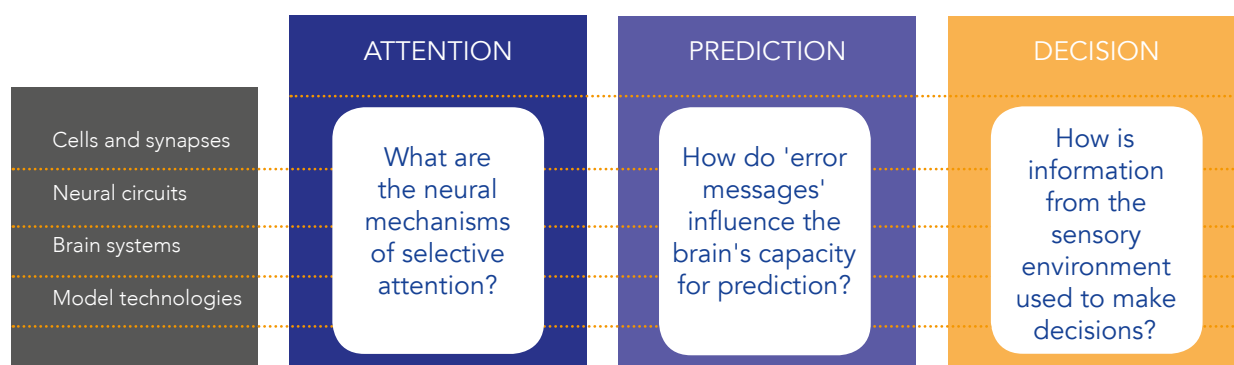 ATTENTION
PREDICTION
DECISION
Cells and synapses
Neural circuits
Brain systems
Model technologies
What are
the neural
mechanisms
of selective
attention?
How do 'error
messages'
influence the
brain's capacity
for prediction?
How is
information
from the
sensory
environment
used to make
decisions?